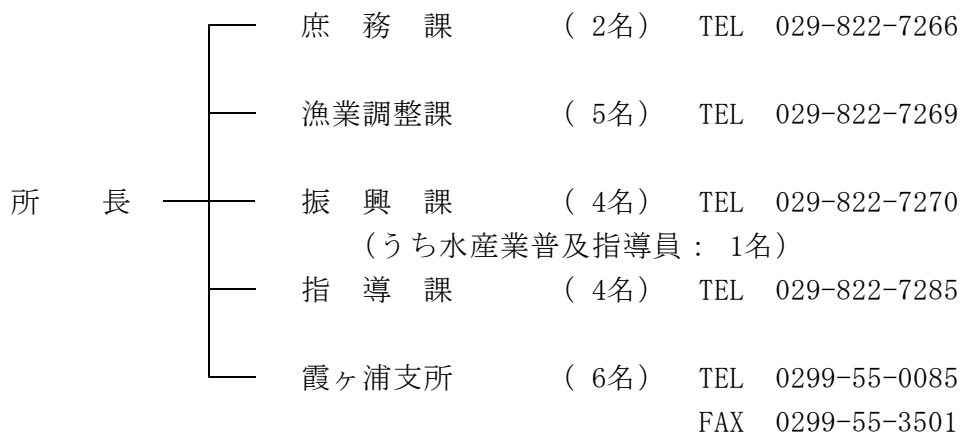 庶　務　課　（ 2名）　TEL　029-822-7266
漁業調整課　（ 5名）　TEL　029-822-7269
所　長　振　興　課　（ 4名）　TEL　029-822-7270
（うち水産業普及指導員： 1名）
指　導　課　（ 4名）　TEL　029-822-7285
霞ヶ浦支所　（ 6名）　TEL　0299-55-0085
FAX　0299-55-3501